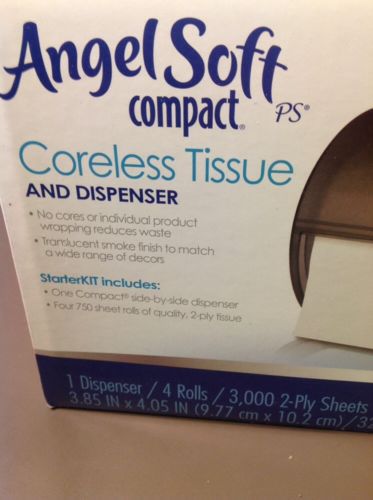 Angel Soft
compact® PS®
Coreless Tissue
AND DISPENSER
• No cores or individual product
wrapping reduces waste
• Translucent smoke finish to match
a wide range of decors
StarterKIT includes:
• One Compact® side-by-side dispenser
• Four 750 sheet rolls of quality, 2-ply tissue
1 Dispenser / 4 Rolls / 3,000 2-Ply Sheets
3.85 IN x 4.05 IN (9.77 cm x 10.2 cm) /